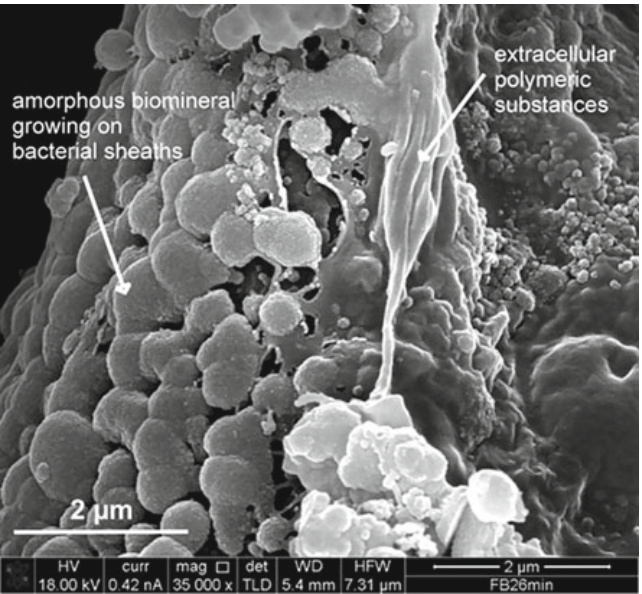 extracellular
polymeric
substances
amorphous biomineral
growing on
bacterial sheaths
2 µm
HV curr mag det WD HFW 2 µm
18.00 kV 0.42 nA 35 000 x TLD 5.4 mm 7.31 µm FB26min